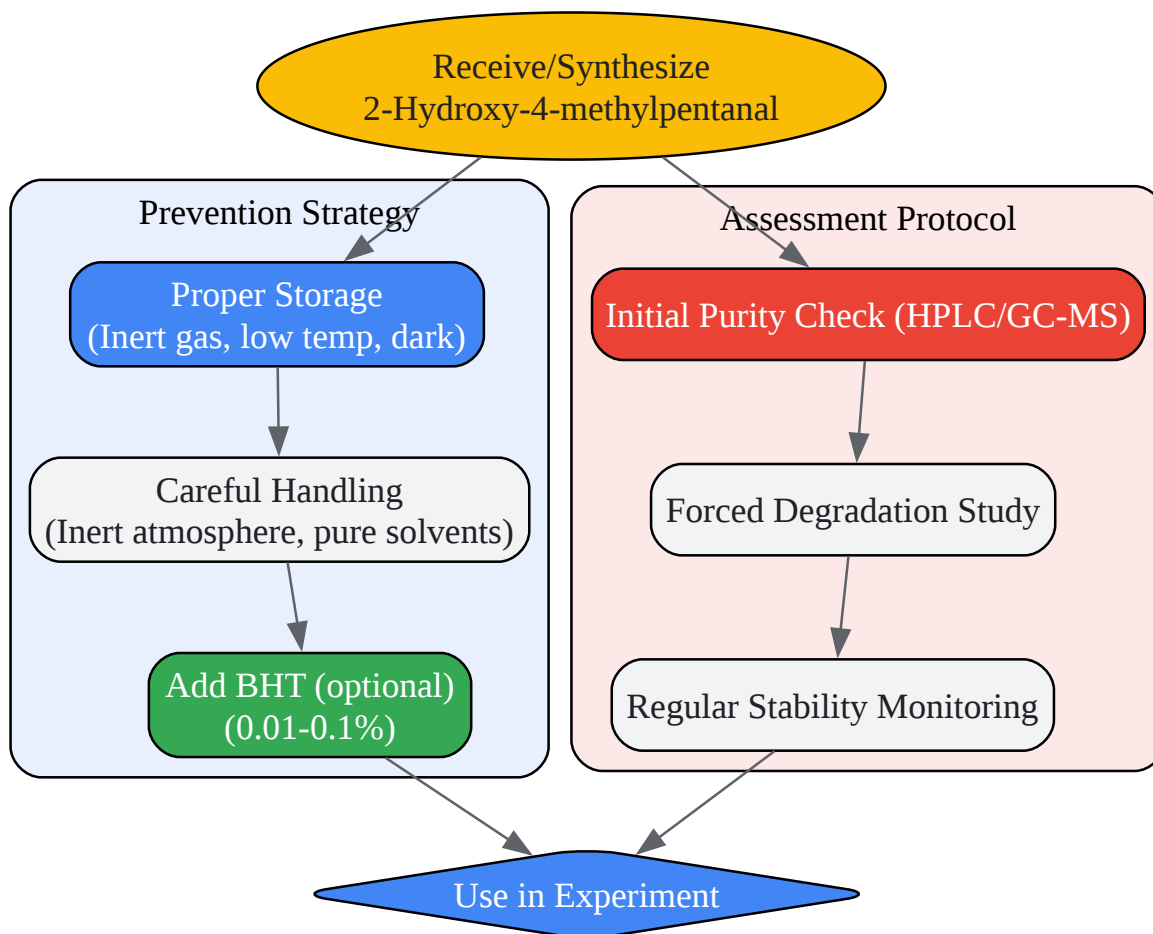 Receive/Synthesize
2-Hydroxy-4-methylpentanal
Prevention Strategy
Proper Storage
(Inert gas, low temp, dark)
Careful Handling
(Inert atmosphere, pure solvents)
Add BHT (optional)
(0.01-0.1%)
Assessment Protocol
Initial Purity Check (HPLC/GC-MS)
Forced Degradation Study
Regular Stability Monitoring
Use in Experiment